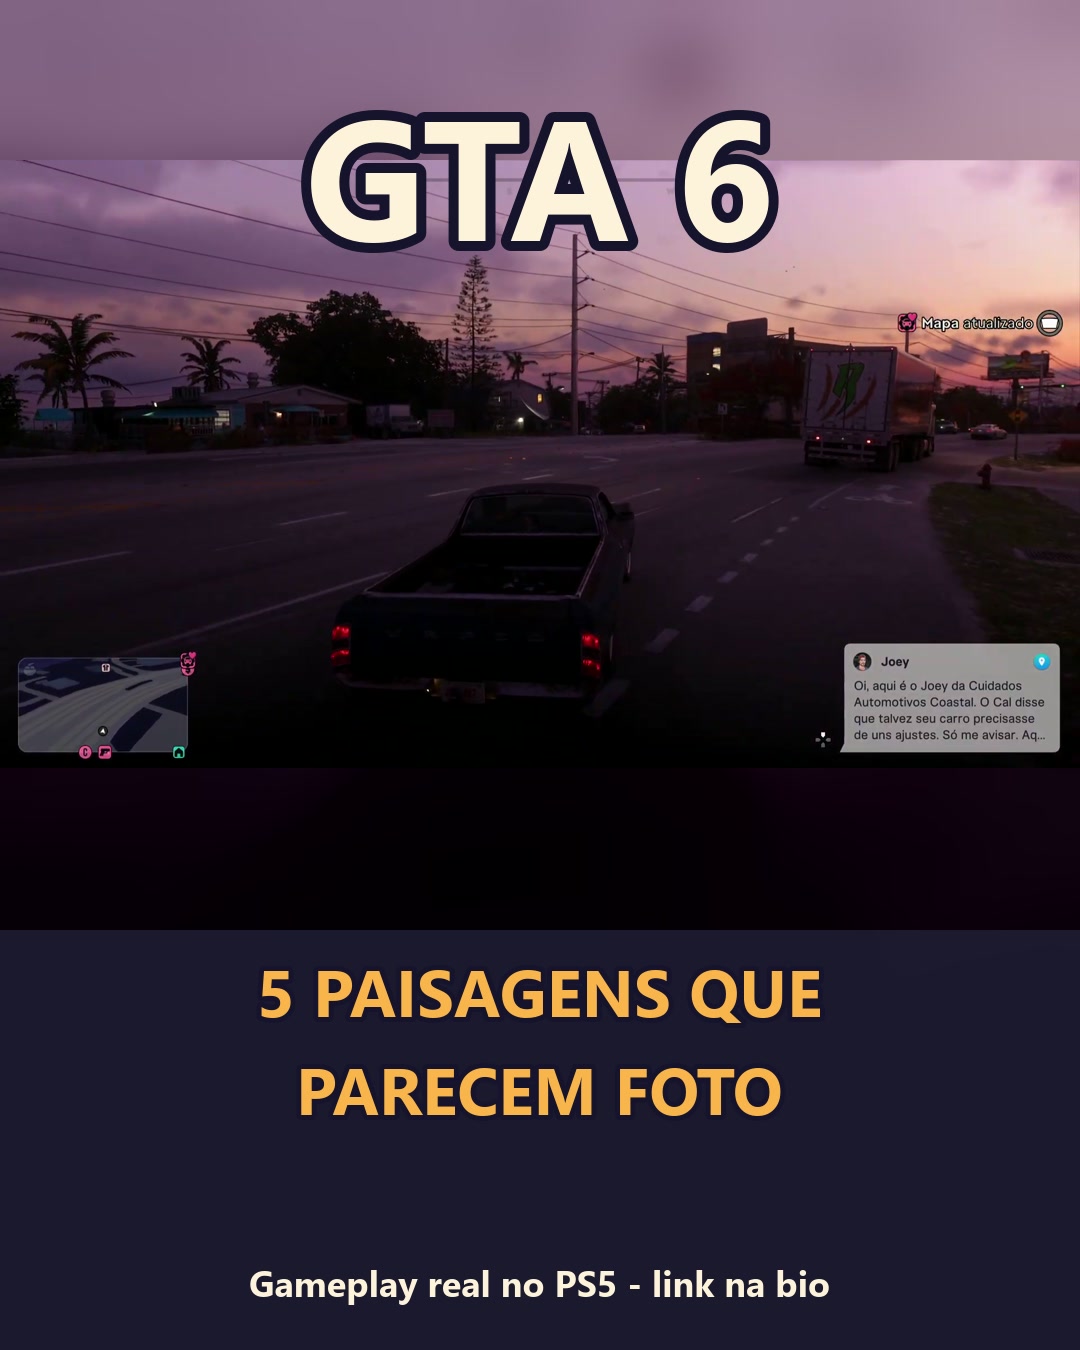 GTA 6
Mapa atualizado
Joey
Oi, aqui é o Joey da Cuidados
Automotivos Coastal. O Cal disse
que talvez seu carro precisasse
de uns ajustes. Só me avisar. Aq...
5 PAISAGENS QUE
PARECEM FOTO
Gameplay real no PS5 - link na bio